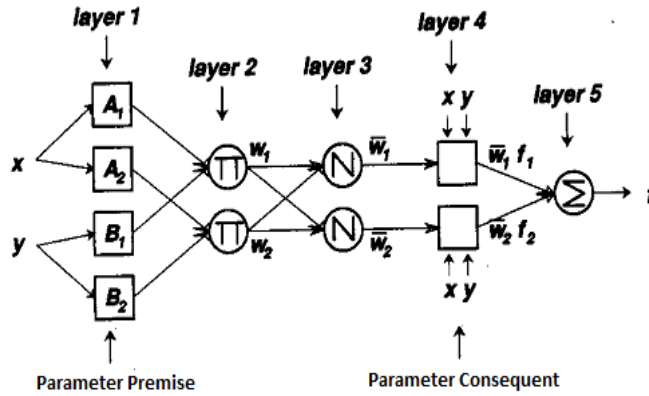 layer 1
layer 4
layer 2
layer 3
x y
layer 5
A₁
w₁
w̅₁
w̅₁ f₁
x
A₂
Π
N
Σ
y
B₁
Π
N
w₂
w̅₂
w̅₂ f₂
B₂
x y
Parameter Premise
Parameter Consequent